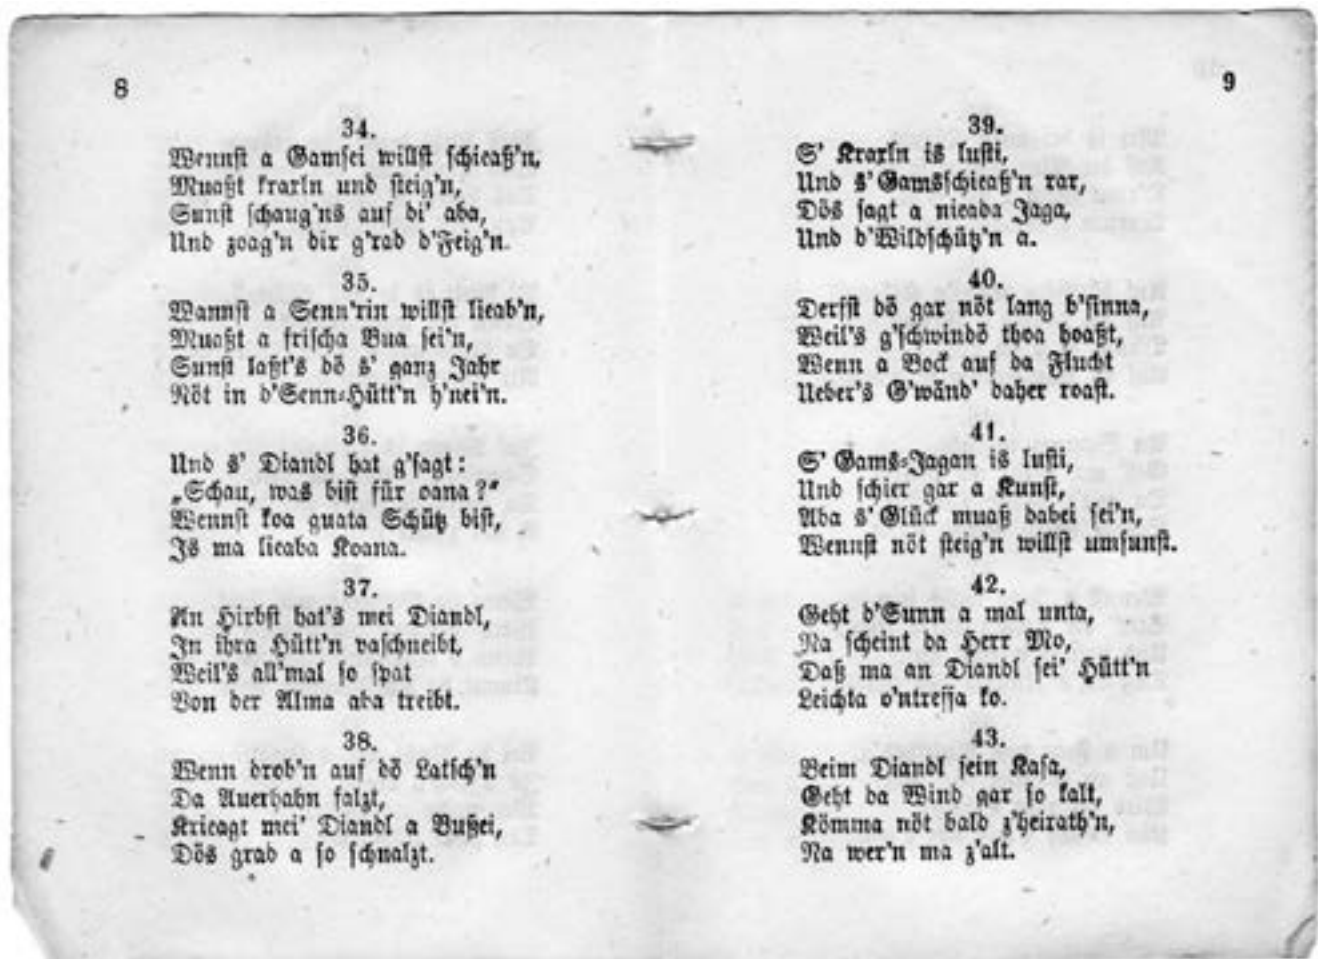 8
34.
Wennst a Gamsei willst schieaß'n,
Muaßt kraxln und steig'n,
Sunst schaug'ns auf di' aba,
Und zoag'n dir g'rad d'Feig'n.
35.
Wannst a Senn'rin willst lieab'n,
Muaßt a frischa Bua sei'n,
Sunst laßt's dö s' ganz Jahr
Nöt in d'Senn-Hütt'n h'nei'n.
36.
Und s' Diandl hat g'sagt:
„Schau, was bist für oana?“
Wennst koa guata Schütz bist,
Is ma lieaba Koana.
37.
An Hirbst hat's mei Diandl,
In ihra Hütt'n vaschneibt,
Weil's all'mal so spat
Von der Alma aba treibt.
38.
Wenn drob'n auf dö Latsch'n
Da Auerhahn falzt,
Krieagt mei' Diandl a Bußei,
Dös grad a so schnalzt.
9
39.
S' Kraxln is lusti,
Und s' Gamsschieaß'n rar,
Dös sagt a nieada Jaga,
Und d'Wildschütz'n a.
40.
Derfst dö gar nöt lang b'sinna,
Weil's g'schwindö thoa hoaßt,
Wenn a Bock auf da Flucht
Ueber's G'wänd' daher roast.
41.
S' Gams-Jagan is lusti,
Und schier gar a Kunst,
Aba s' Glück muaß dabei sei'n,
Wennst nöt steig'n willst umsunst.
42.
Geht d'Sunn a mal unta,
Na scheint da Herr Mo,
Daß ma an Diandl sei' Hütt'n
Leichta o'ntreffa ko.
43.
Beim Diandl sein Kasa,
Geht da Wind gar so kalt,
Kömma nöt bald z'heirath'n,
Na wer'n ma z'alt.